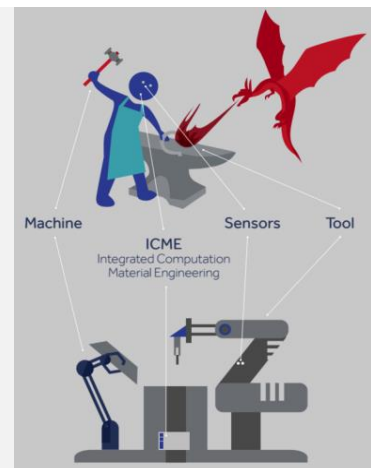 Machine
Sensors
Tool
ICME
Integrated Computation
Material Engineering